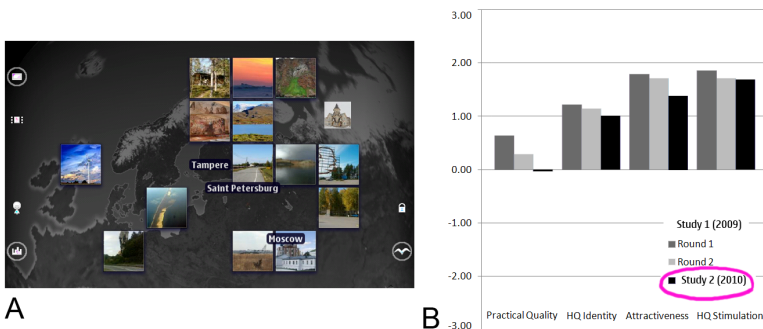 Tampere
Saint Petersburg
Moscow
A
3.00
2.00
1.00
0.00
-1.00
-2.00
-3.00
Study 1 (2009)
Round 1
Round 2
Study 2 (2010)
Practical Quality HQ Identity Attractiveness HQ Stimulation
B